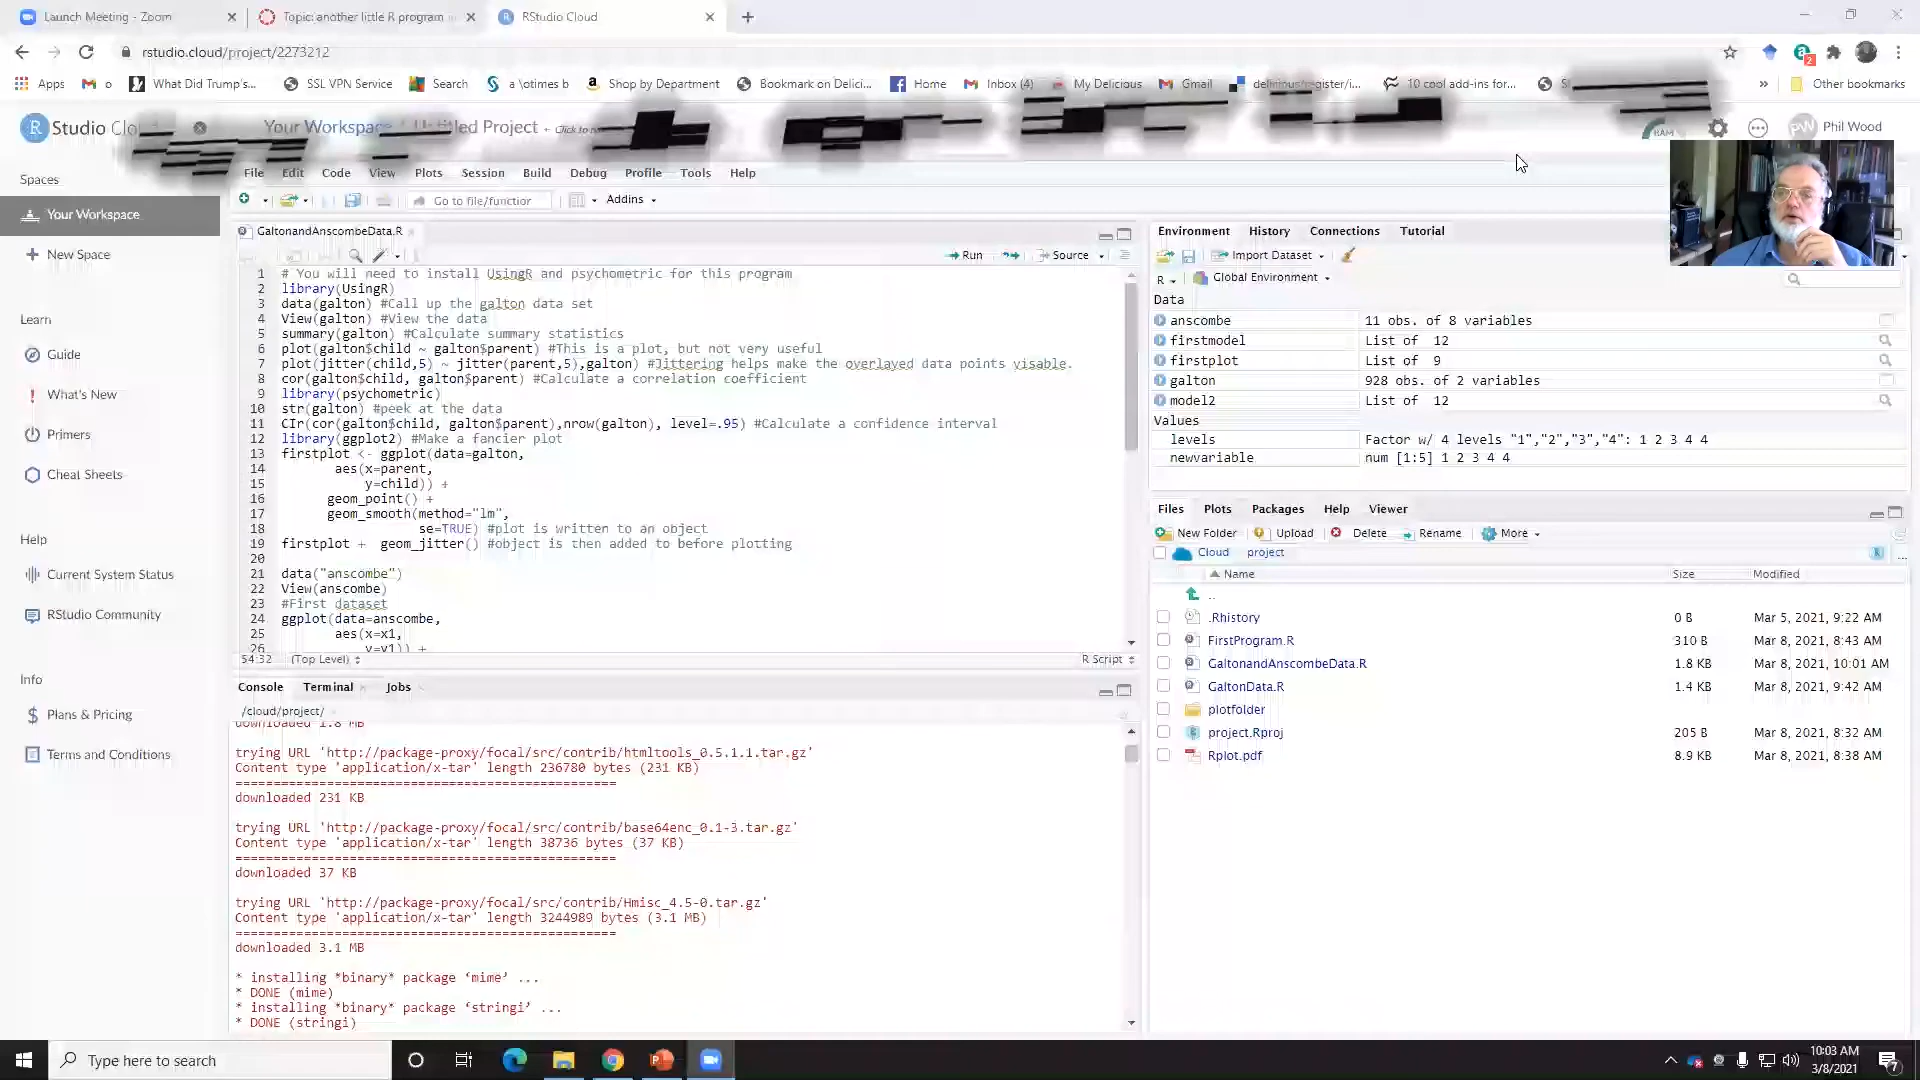 Launch Meeting - Zoom
Topic: another little R program
RStudio Cloud
rstudio.cloud/project/2273212
Apps
o
What Did Trump's...
SSL VPN Service
Search
a \otimes b
Shop by Department
Bookmark on Delici...
Home
Inbox (4)
My Delicious
Gmail
10 cool add-ins for...
»
Other bookmarks
Your Workspace
Untitled Project
RAM
PW
Phil Wood
Spaces
Your Workspace
New Space
Learn
Guide
What's New
Primers
Cheat Sheets
Help
Current System Status
RStudio Community
Info
Plans & Pricing
Terms and Conditions
File Edit Code View Plots Session Build Debug Profile Tools Help
Go to file/function
Addins
GaltonandAnscombeData.R
Run
Source
1 # You will need to install UsingR and psychometric for this program
2 library(UsingR)
3 data(galton) #Call up the galton data set
4 View(galton) #View the data
5 summary(galton) #Calculate summary statistics
6 plot(galton$child ~ galton$parent) #This is a plot, but not very useful
7 plot(jitter(child,5) ~ jitter(parent,5),galton) #Jittering helps make the overlayed data points yisable.
8 cor(galton$child, galton$parent) #Calculate a correlation coefficient
9 library(psychometric)
10 str(galton) #peek at the data
11 CIr(cor(galton$child, galton$parent),nrow(galton), level=.95) #Calculate a confidence interval
12 library(ggplot2) #Make a fancier plot
13 firstplot <- ggplot(data=galton,
14 aes(x=parent,
15 y=child)) +
16 geom_point() +
17 geom_smooth(method="lm",
18 se=TRUE) #plot is written to an object
19 firstplot + geom_jitter() #object is then added to before plotting
20
21 data("anscombe")
22 View(anscombe)
23 #First dataset
24 ggplot(data=anscombe,
25 aes(x=x1,
26 y=y1)) +
54:32 (Top Level)
R Script
Console Terminal Jobs
/cloud/project/
downloaded 1.8 MB
trying URL 'http://package-proxy/focal/src/contrib/htmltools_0.5.1.1.tar.gz'
Content type 'application/x-tar' length 236780 bytes (231 KB)
==================================================
downloaded 231 KB
trying URL 'http://package-proxy/focal/src/contrib/base64enc_0.1-3.tar.gz'
Content type 'application/x-tar' length 38736 bytes (37 KB)
==================================================
downloaded 37 KB
trying URL 'http://package-proxy/focal/src/contrib/Hmisc_4.5-0.tar.gz'
Content type 'application/x-tar' length 3244989 bytes (3.1 MB)
==================================================
downloaded 3.1 MB
* installing *binary* package ‘mime’ ...
* DONE (mime)
* installing *binary* package ‘stringi’ ...
* DONE (stringi)
Environment History Connections Tutorial
Import Dataset
R
Global Environment
Data
anscombe 11 obs. of 8 variables
firstmodel List of 12
firstplot List of 9
galton 928 obs. of 2 variables
model2 List of 12
Values
levels Factor w/ 4 levels "1","2","3","4": 1 2 3 4 4
newvariable num [1:5] 1 2 3 4 4
Files Plots Packages Help Viewer
New Folder Upload Delete Rename More
Cloud project
Name Size Modified
..
.Rhistory 0 B Mar 5, 2021, 9:22 AM
FirstProgram.R 310 B Mar 8, 2021, 8:43 AM
GaltonandAnscombeData.R 1.8 KB Mar 8, 2021, 10:01 AM
GaltonData.R 1.4 KB Mar 8, 2021, 9:42 AM
plotfolder
project.Rproj 205 B Mar 8, 2021, 8:32 AM
Rplot.pdf 8.9 KB Mar 8, 2021, 8:38 AM
Type here to search
10:03 AM
3/8/2021
7